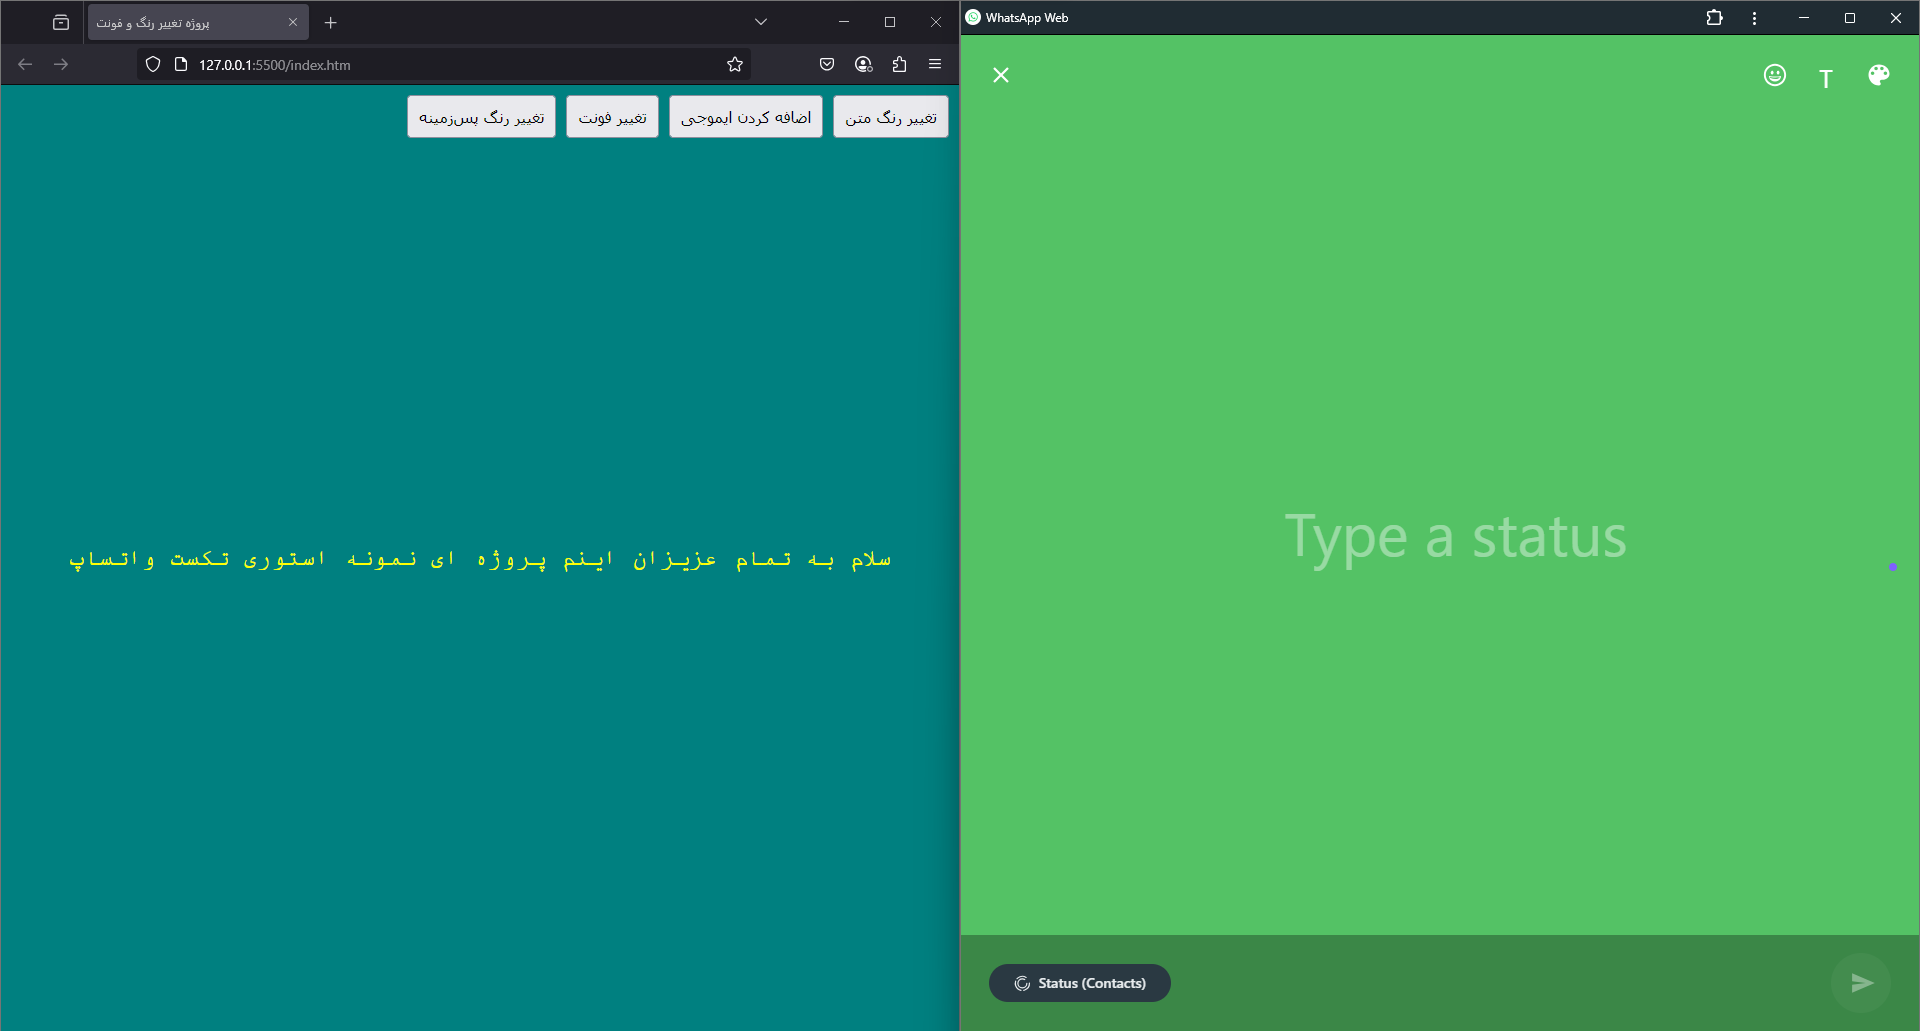 پروژه تغییر رنگ و فونت
127.0.0.1:5500/index.htm
تغییر رنگ متن
اضافه کردن ایموجی
تغییر فونت
تغییر رنگ پس‌زمینه
سلام به تمام عزیزان اینم پروژه ای نمونه استوری تکست واتساپ
WhatsApp Web
T
Type a status
Status (Contacts)